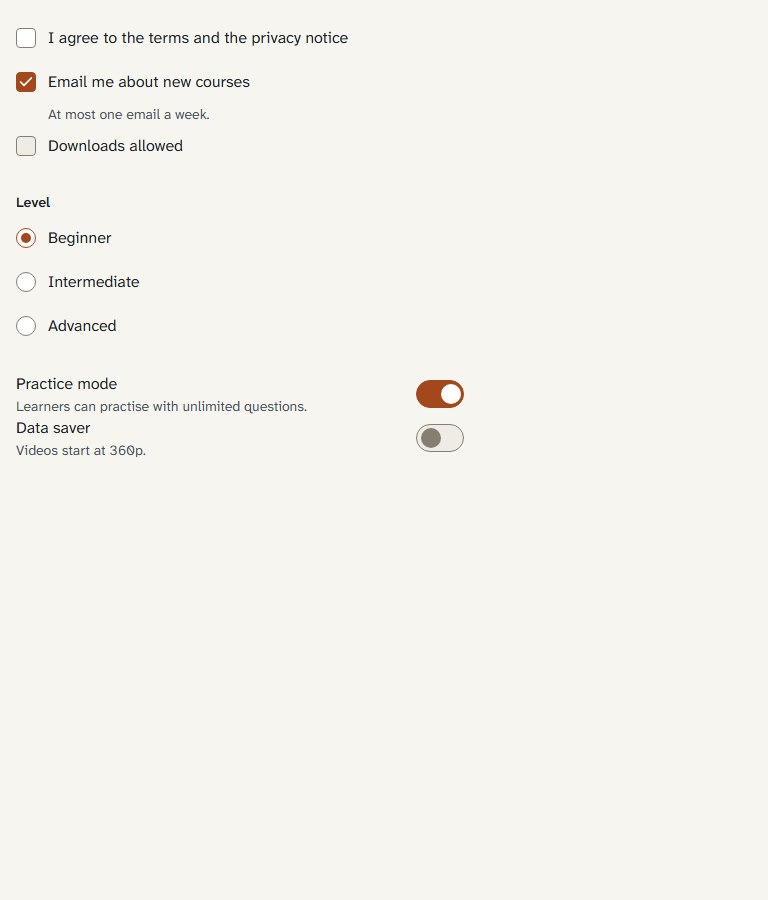 I agree to the terms and the privacy notice
Email me about new courses
At most one email a week.
Downloads allowed
Level
Beginner
Intermediate
Advanced
Practice mode
Learners can practise with unlimited questions.
Data saver
Videos start at 360p.